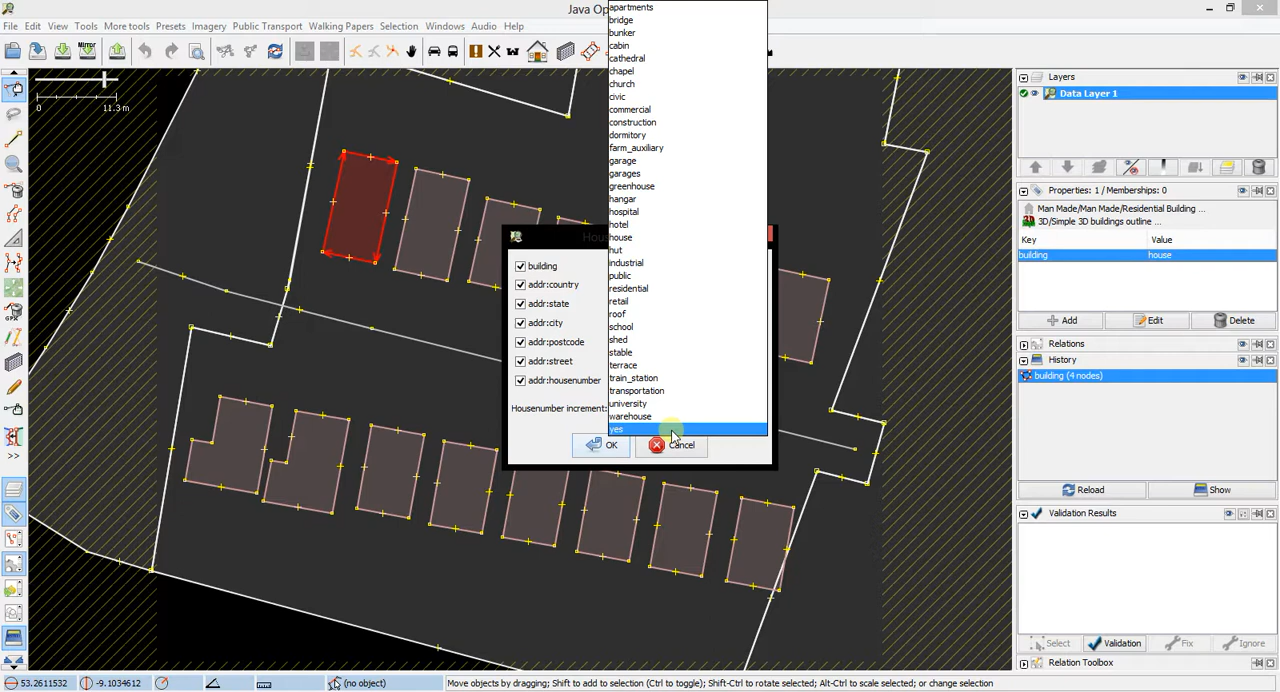 Java Op
File Edit View Tools More tools Presets Imagery Public Transport Walking Papers Selection Windows Audio Help
Mirror
0 11.3 m
apartments
bridge
bunker
cabin
cathedral
chapel
church
civic
commercial
construction
dormitory
farm_auxiliary
garage
garages
greenhouse
hangar
hospital
hotel
house
hut
industrial
public
residential
retail
roof
school
shed
stable
terrace
train_station
transportation
university
warehouse
yes
building
addr:country
addr:state
addr:city
addr:postcode
addr:street
addr:housenumber
Housenumber increment:
OK Cancel
Layers
Data Layer 1
Properties: 1 / Memberships: 0
Man Made/Man Made/Residential Building ...
3D/Simple 3D buildings outline ...
Key Value
building house
Add Edit Delete
Relations
History
building (4 nodes)
Reload Show
Validation Results
Select Validation Fix Ignore
Relation Toolbox
GPX
>>
53.2611532 -9.1034612 (no object) Move objects by dragging; Shift to add to selection (Ctrl to toggle); Shift-Ctrl to rotate selected; Alt-Ctrl to scale selected; or change selection